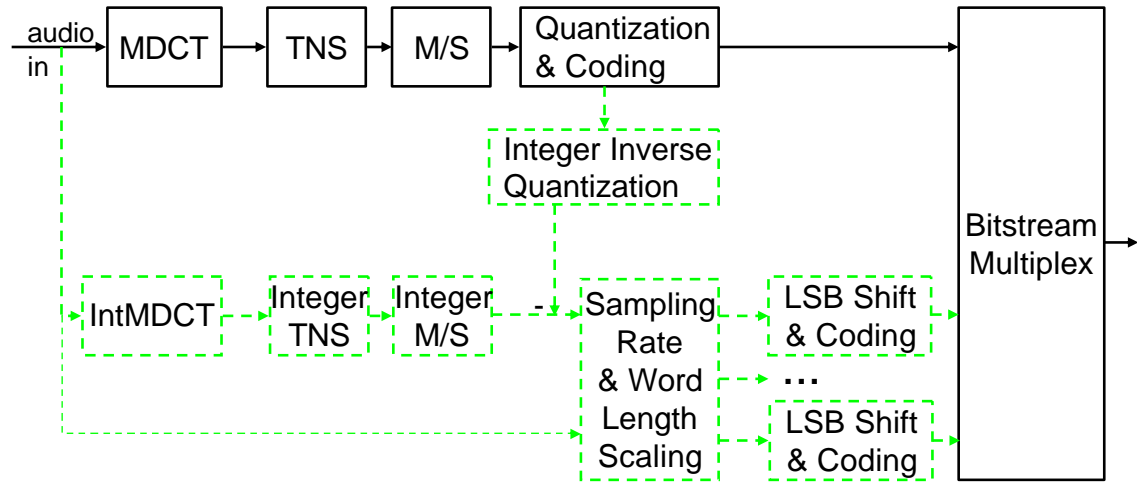 audio
in
MDCT
TNS
M/S
Quantization
& Coding
Integer Inverse
Quantization
Bitstream
Multiplex
IntMDCT
Integer
TNS
Integer
M/S
-
Sampling
Rate
& Word
Length
Scaling
LSB Shift
& Coding
...
LSB Shift
& Coding